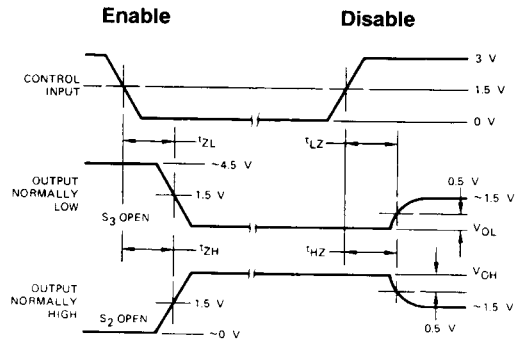 Enable Disable
CONTROL INPUT
3 V
1.5 V
0 V
tZL
tLZ
OUTPUT NORMALLY LOW
~4.5 V
1.5 V
S3 OPEN
0.5 V
~1.5 V
VOL
tZH
tHZ
OUTPUT NORMALLY HIGH
1.5 V
S2 OPEN
~0 V
VOH
~1.5 V
0.5 V